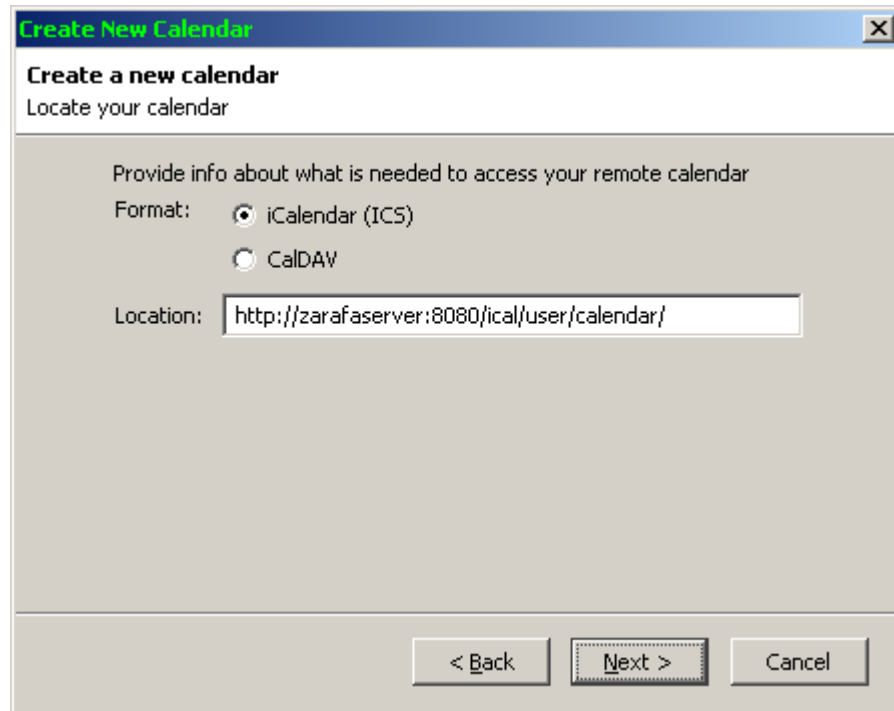 Create New Calendar
Create a new calendar
Locate your calendar
Provide info about what is needed to access your remote calendar
Format: iCalendar (ICS)
CalDAV
Location: http://zarafaserver:8080/ical/user/calendar/
< Back Next > Cancel